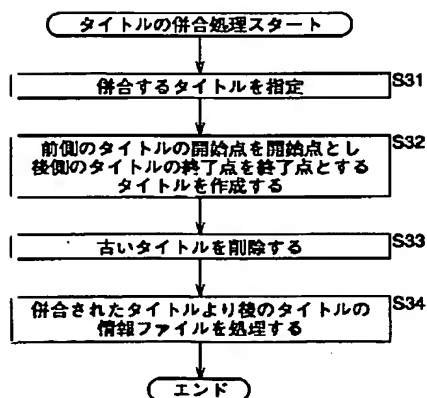 タイトルの併合処理スタート
併合するタイトルを指定
S31
前側のタイトルの開始点を開始点とし
後側のタイトルの終了点を終了点とする
タイトルを作成する
S32
古いタイトルを削除する
S33
併合されたタイトルより後のタイトルの
情報ファイルを処理する
S34
エンド